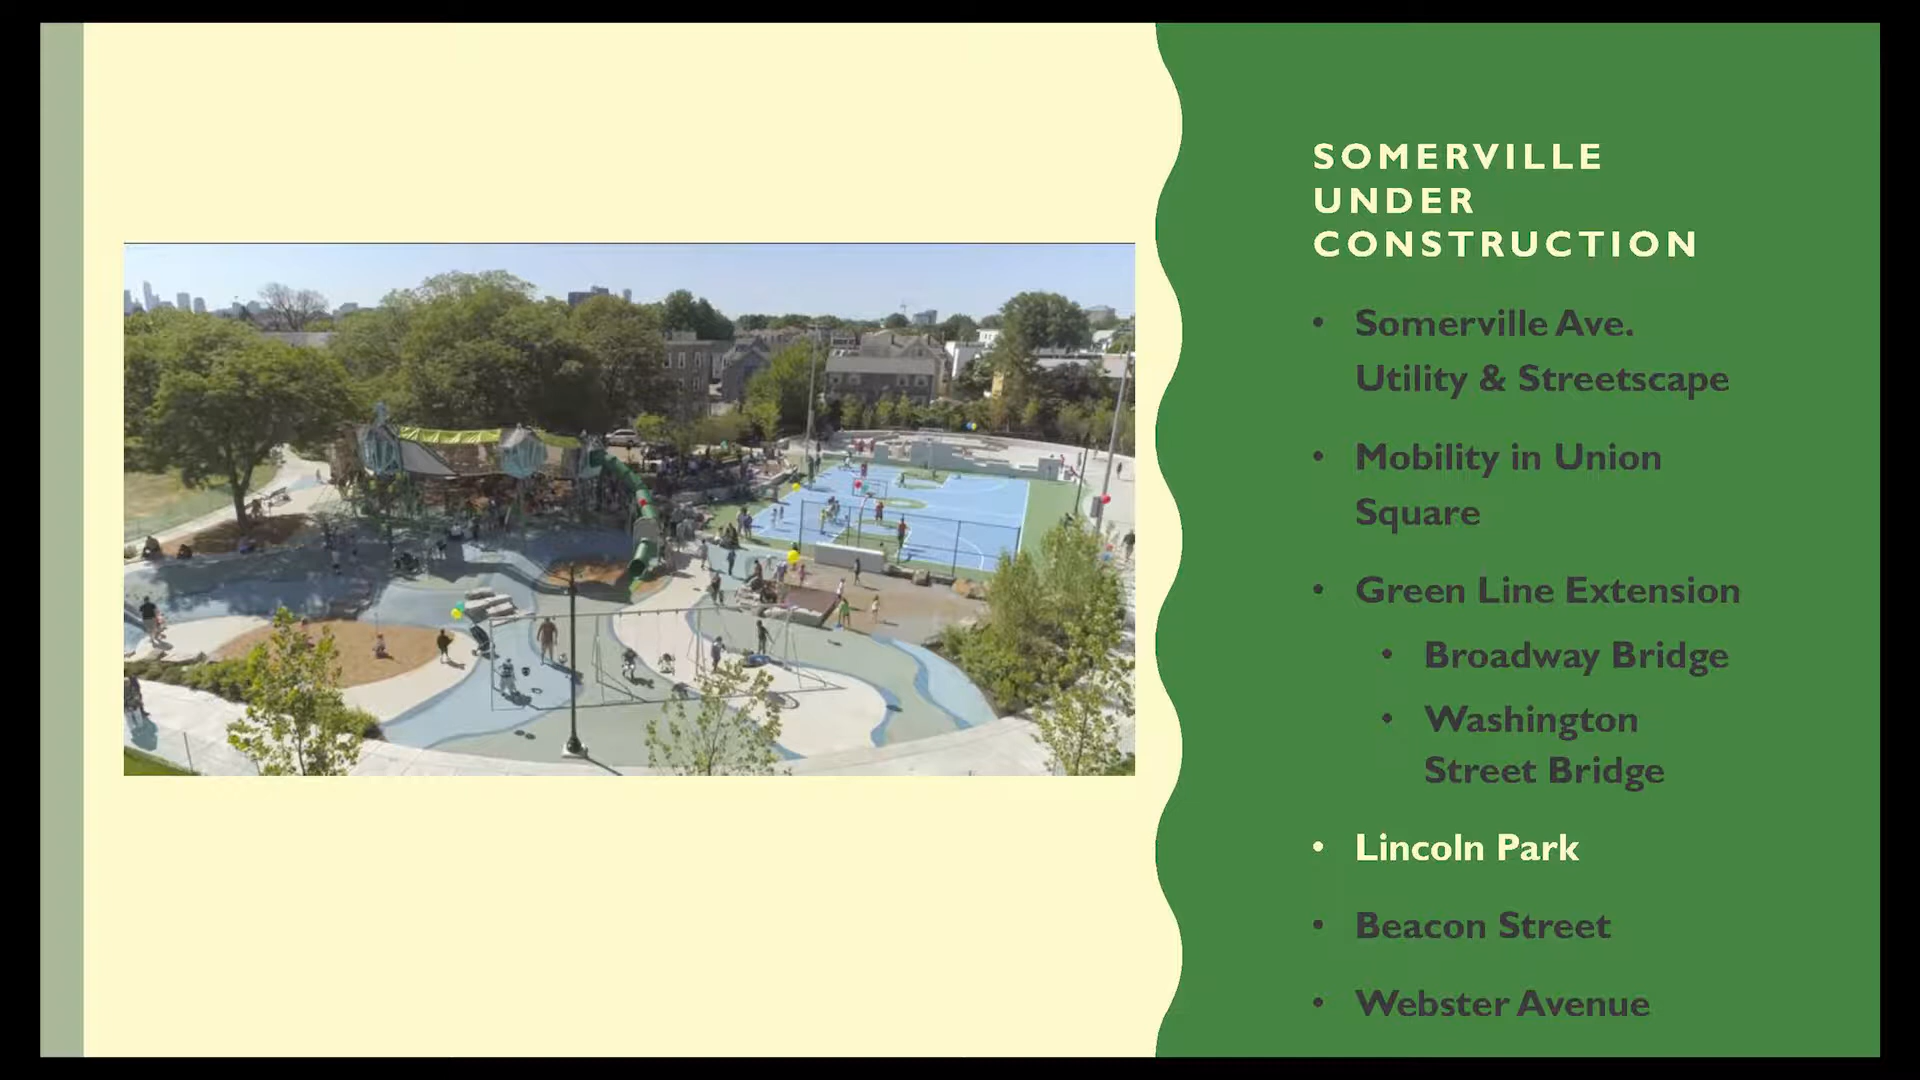 SOMERVILLE
UNDER
CONSTRUCTION
• Somerville Ave.
Utility & Streetscape
• Mobility in Union
Square
• Green Line Extension
• Broadway Bridge
• Washington
Street Bridge
• Lincoln Park
• Beacon Street
• Webster Avenue